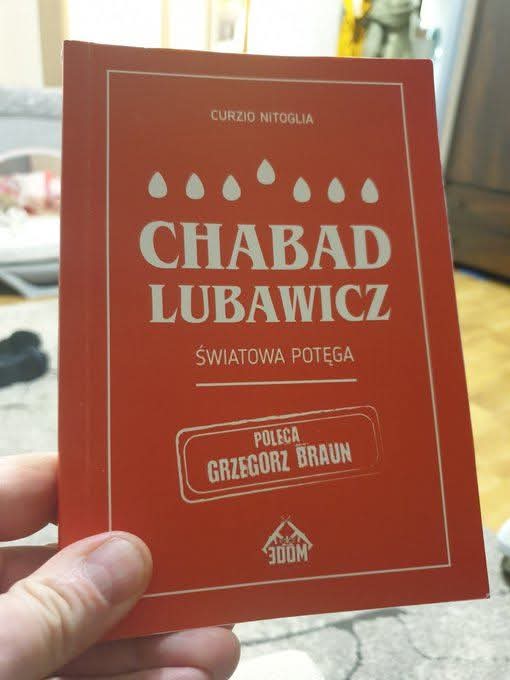 CURZIO NITOGLIA
CHABAD
LUBAWICZ
ŚWIATOWA POTĘGA
POLECA
GRZEGORZ BRAUN
3DOM